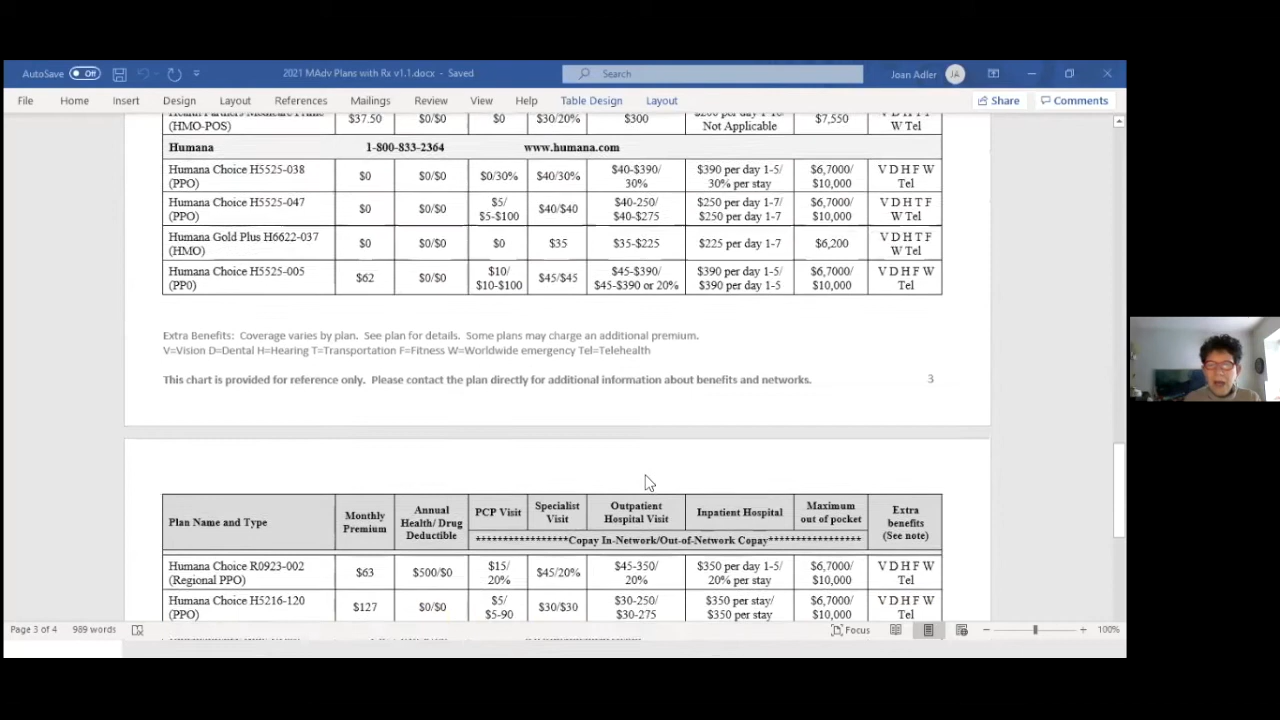 AutoSave Off 2021 MAdv Plans with Rx v1.1.docx - Saved Search Joan Adler JA
File Home Insert Design Layout References Mailings Review View Help Table Design Layout Share Comments
(HMO-POS) $37.50 $0/$0 $0 $30/20% $300 Not Applicable $7,550 W Tel
Humana 1-800-833-2364 www.humana.com
Humana Choice H5525-038 (PPO) $0 $0/$0 $0/30% $40/30% $40-$390/ 30% $390 per day 1-5/ 30% per stay $6,7000/ $10,000 V D H F W Tel
Humana Choice H5525-047 (PPO) $0 $0/$0 $5/ $5-$100 $40/$40 $40-250/ $40-$275 $250 per day 1-7/ $250 per day 1-7 $6,7000/ $10,000 V D H T F W Tel
Humana Gold Plus H6622-037 (HMO) $0 $0/$0 $0 $35 $35-$225 $225 per day 1-7 $6,200 V D H T F W Tel
Humana Choice H5525-005 (PP0) $62 $0/$0 $10/ $10-$100 $45/$45 $45-$390/ $45-$390 or 20% $390 per day 1-5/ $390 per day 1-5 $6,7000/ $10,000 V D H F W Tel
Extra Benefits: Coverage varies by plan. See plan for details. Some plans may charge an additional premium.
V=Vision D=Dental H=Hearing T=Transportation F=Fitness W=Worldwide emergency Tel=Telehealth
This chart is provided for reference only. Please contact the plan directly for additional information about benefits and networks. 3
Plan Name and Type Monthly Premium Annual Health/ Drug Deductible PCP Visit Specialist Visit Outpatient Hospital Visit Inpatient Hospital Maximum out of pocket Extra benefits (See note)
*****************Copay In-Network/Out-of-Network Copay****************
Humana Choice R0923-002 (Regional PPO) $63 $500/$0 $15/ 20% $45/20% $45-350/ 20% $350 per day 1-5/ 20% per stay $6,7000/ $10,000 V D H F W Tel
Humana Choice H5216-120 (PPO) $127 $0/$0 $5/ $5-90 $30/$30 $30-250/ $30-275 $350 per stay/ $350 per stay $6,7000/ $10,000 V D H F W Tel
Page 3 of 4 989 words Focus 100%